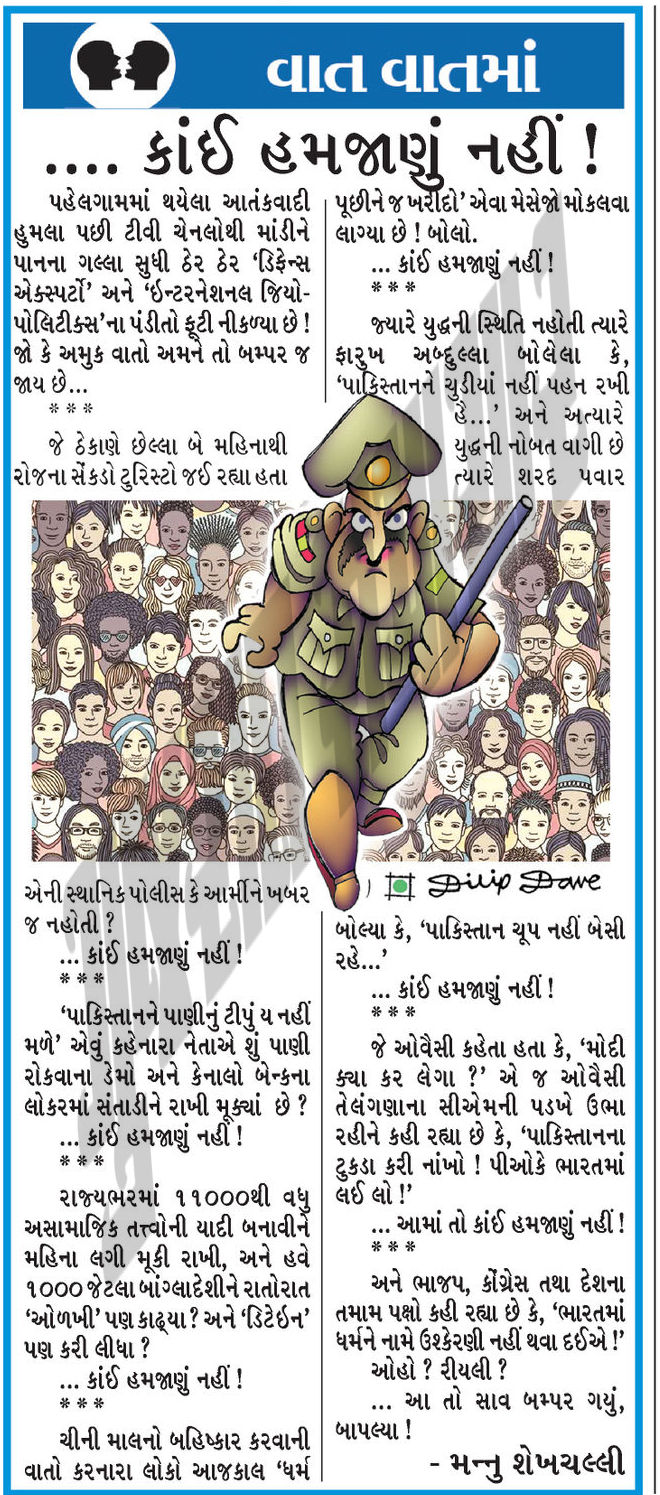 વાત વાતમાં
.... કાંઈ હમજાણું નહીં !
પહેલગામમાં થયેલા આતંકવાદી
હુમલા પછી ટીવી ચેનલોથી માંડીને
પાનના ગલ્લા સુધી ઠેર ઠેર ‘ડિફેન્સ
એક્સપર્ટો’ અને ‘ઇન્ટરનેશનલ જિયો-
પોલિટીક્સ’ના પંડીતો ફૂટી નીકળ્યા છે !
જો કે અમુક વાતો અમને તો બમ્પર જ
જાય છે...
***
જે ઠેકાણે છેલ્લા બે મહિનાથી
રોજના સેંકડો ટુરિસ્ટો જઈ રહ્યા હતા
એની સ્થાનિક પોલીસ કે આર્મીને ખબર
જ નહોતી ?
... કાંઈ હમજાણું નહીં !
***
‘પાકિસ્તાનને પાણીનું ટીપું ય નહીં
મળે’ એવું કહેનારા નેતાએ શું પાણી
રોકવાના ડેમો અને કેનાલો બેન્કના
લોકરમાં સંતાડીને રાખી મૂક્યાં છે ?
... કાંઈ હમજાણું નહીં !
***
રાજ્યભરમાં ૧૧૦૦૦થી વધુ
અસામાજિક તત્ત્વોની યાદી બનાવીને
મહિના લગી મૂકી રાખી, અને હવે
૧૦૦૦ જેટલા બાંગ્લાદેશીને રાતોરાત
‘ઓળખી’ પણ કાઢ્યા ? અને ‘ડિટેઇન’
પણ કરી લીધા ?
... કાંઈ હમજાણું નહીં !
***
ચીની માલનો બહિષ્કાર કરવાની
વાતો કરનારા લોકો આજકાલ ‘ધર્મ
પૂછીને જ ખરીદો’ એવા મેસેજો મોકલવા
લાગ્યા છે ! બોલો.
... કાંઈ હમજાણું નહીં !
***
જ્યારે યુદ્ધની સ્થિતિ નહોતી ત્યારે
ફારુખ અબ્દુલ્લા બોલેલા કે,
‘પાકિસ્તાનને ચુડીયાં નહીં પહન રખી
હૈ...’ અને અત્યારે
યુદ્ધની નોબત વાગી છે
ત્યારે શરદ પવાર
Dilip Dave
બોલ્યા કે, ‘પાકિસ્તાન ચૂપ નહીં બેસી
રહે...’
... કાંઈ હમજાણું નહીં !
***
જે ઓવૈસી કહેતા હતા કે, ‘મોદી
ક્યા કર લેગા ?’ એ જ ઓવૈસી
તેલંગણાના સીએમની પડખે ઉભા
રહીને કહી રહ્યા છે કે, ‘પાકિસ્તાનના
ટુકડા કરી નાંખો ! પીઓકે ભારતમાં
લઈ લો !’
... આમાં તો કાંઈ હમજાણું નહીં !
***
અને ભાજપ, કોંગ્રેસ તથા દેશના
તમામ પક્ષો કહી રહ્યા છે કે, ‘ભારતમાં
ધર્મને નામે ઉશ્કેરણી નહીં થવા દઈએ !’
ઓહો ? રીયલી ?
... આ તો સાવ બમ્પર ગયું,
બાપલ્યા !
- મન્નુ શેખચલ્લી